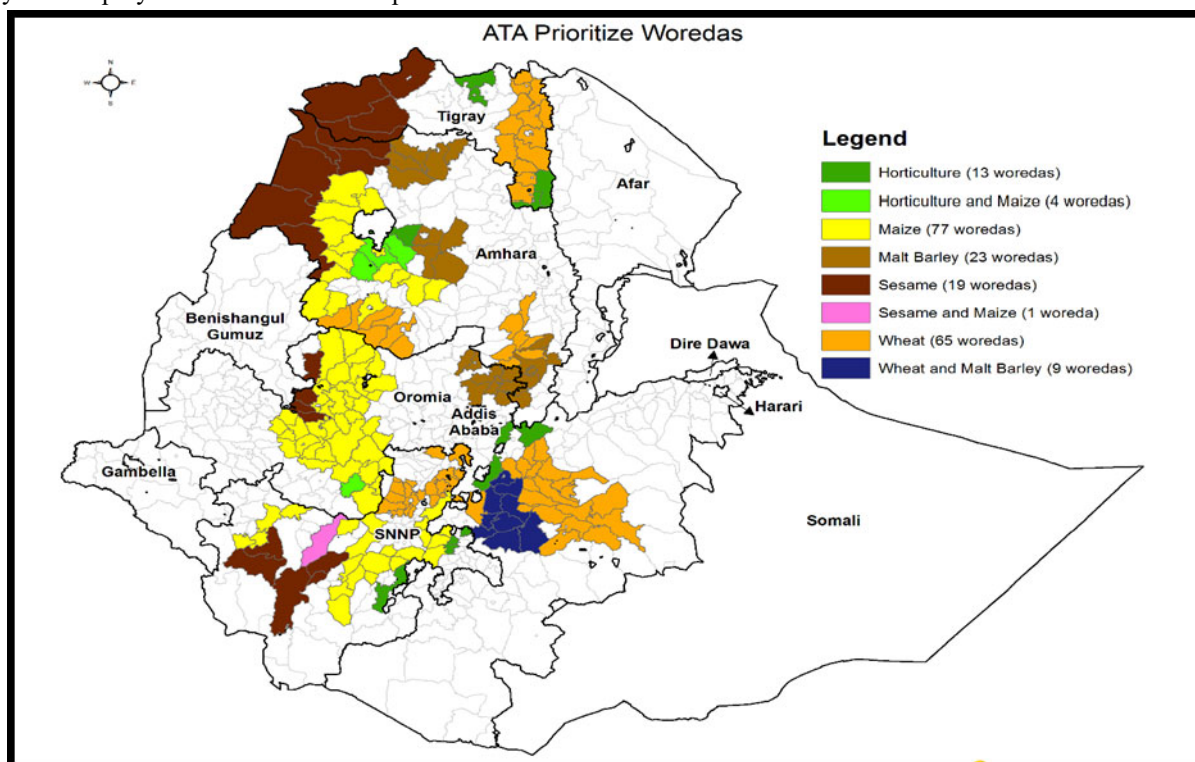 ATA Prioritize Woredas
N
W E
S
Tigray
Afar
Amhara
Benishangul
Gumuz
Dire Dawa
Harari
Oromia
Addis
Ababa
Gambella
SNNP
Somali
Legend
Horticulture (13 woredas)
Horticulture and Maize (4 woredas)
Maize (77 woredas)
Malt Barley (23 woredas)
Sesame (19 woredas)
Sesame and Maize (1 woreda)
Wheat (65 woredas)
Wheat and Malt Barley (9 woredas)